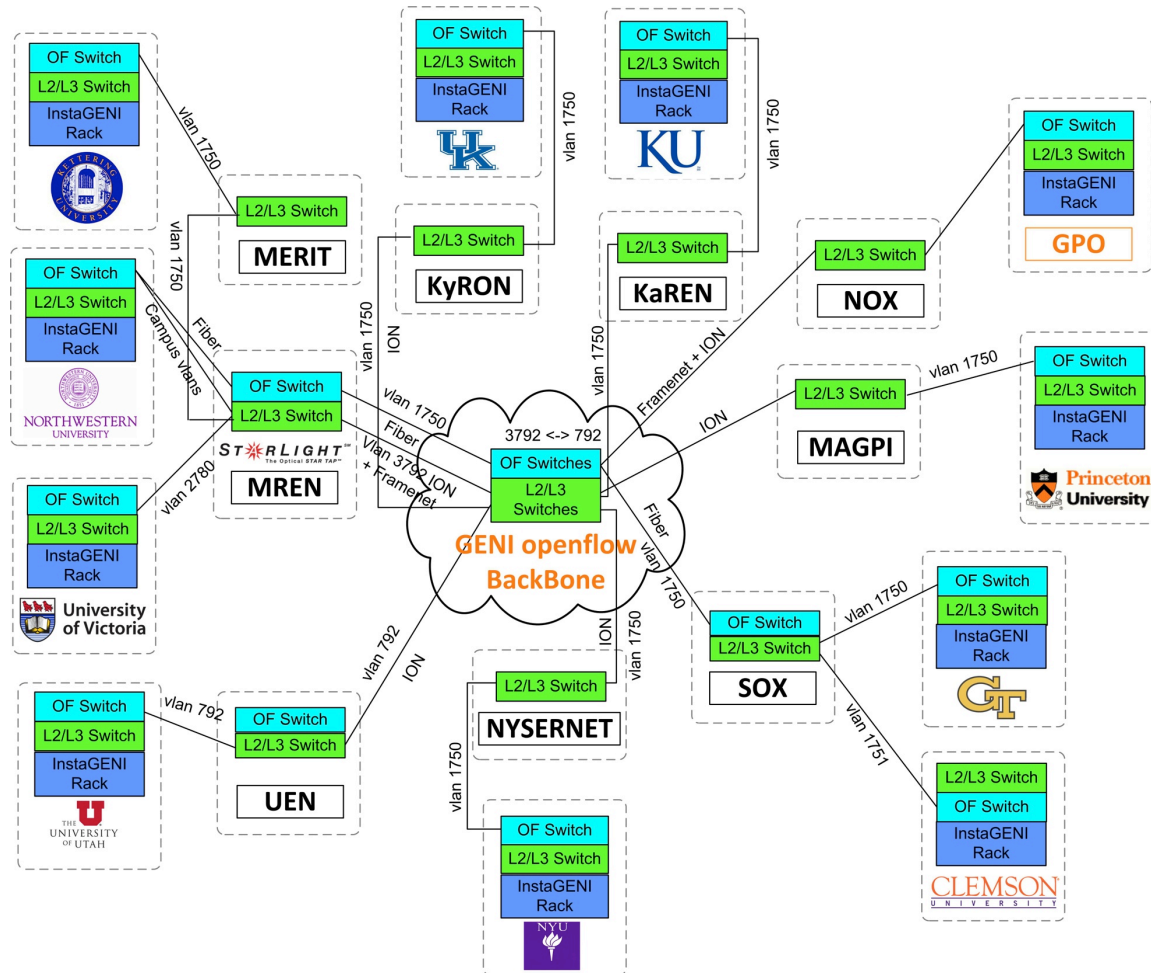 OF Switch
L2/L3 Switch
InstaGENI
Rack
KETTERING
UNIVERSITY
vlan 1750
vlan 1750
L2/L3 Switch
MERIT
OF Switch
L2/L3 Switch
InstaGENI
Rack
UK
vlan 1750
L2/L3 Switch
KyRON
vlan 1750
ION
OF Switch
L2/L3 Switch
InstaGENI
Rack
KU
vlan 1750
L2/L3 Switch
KaREN
vlan 1750
OF Switch
L2/L3 Switch
InstaGENI
Rack
GPO
L2/L3 Switch
NOX
Framenet + ION
OF Switch
L2/L3 Switch
InstaGENI
Rack
NORTHWESTERN
UNIVERSITY
Fiber
Campus vlans
OF Switch
L2/L3 Switch
STARLIGHT SM
The Optical STAR TAP™
MREN
vlan 1750
Fiber
Vlan 3792 ION
+ Framenet
3792 <-> 792
OF Switches
L2/L3
Switches
GENI openflow
BackBone
ION
L2/L3 Switch
MAGPI
vlan 1750
OF Switch
L2/L3 Switch
InstaGENI
Rack
Princeton
University
vlan 2780
OF Switch
L2/L3 Switch
InstaGENI
Rack
University
of Victoria
Fiber
vlan 1750
OF Switch
L2/L3 Switch
SOX
vlan 1750
OF Switch
L2/L3 Switch
InstaGENI
Rack
GT
vlan 1751
L2/L3 Switch
OF Switch
InstaGENI
Rack
CLEMSON
UNIVERSITY
OF Switch
L2/L3 Switch
InstaGENI
Rack
THE
U
UNIVERSITY
OF UTAH
vlan 792
OF Switch
L2/L3 Switch
UEN
vlan 792
ION
ION
vlan 1750
L2/L3 Switch
NYSERNET
vlan 1750
OF Switch
L2/L3 Switch
InstaGENI
Rack
NYU